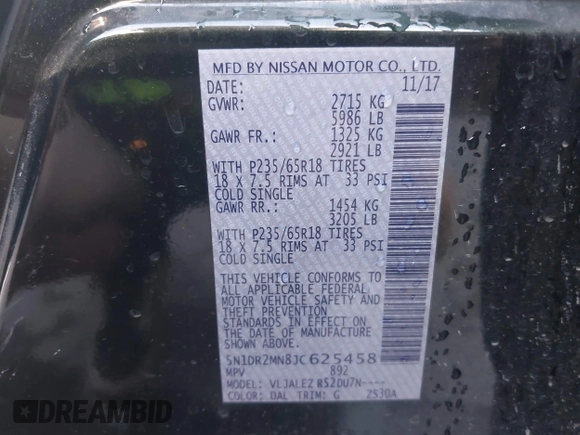 MFD BY NISSAN MOTOR CO., LTD.
DATE: 11/17
GVWR: 2715 KG
5986 LB
GAWR FR.: 1325 KG
2921 LB
WITH P235/65R18 TIRES
18 X 7.5 RIMS AT 33 PSI
COLD SINGLE
GAWR RR.: 1454 KG
3205 LB
WITH P235/65R18 TIRES
18 X 7.5 RIMS AT 33 PSI
COLD SINGLE
THIS VEHICLE CONFORMS TO
ALL APPLICABLE FEDERAL
MOTOR VEHICLE SAFETY AND
THEFT PREVENTION
STANDARDS IN EFFECT ON
THE DATE OF MANUFACTURE
SHOWN ABOVE.
5N1DR2MN8JC625458
MPV 892
MODEL: VLJALEZ R52DU7N----
COLOR: DAL TRIM: G 2530A
DREAMBID
DREAMBID.COM